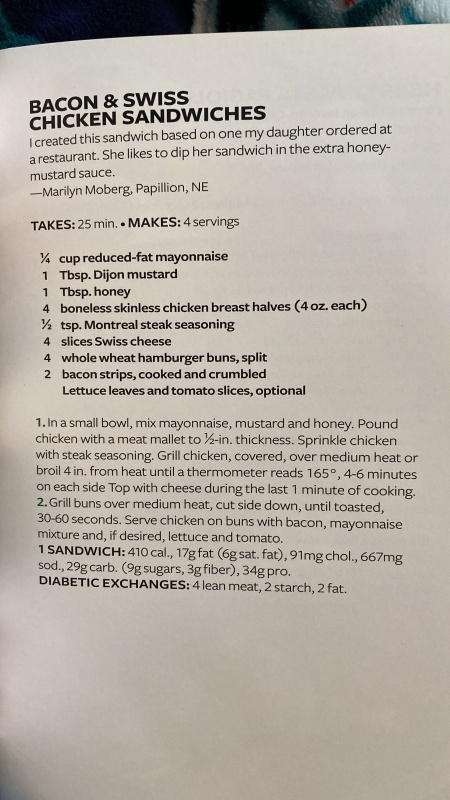 BACON & SWISS
CHICKEN SANDWICHES
I created this sandwich based on one my daughter ordered at
a restaurant. She likes to dip her sandwich in the extra honey-
mustard sauce.
—Marilyn Moberg, Papillion, NE
TAKES: 25 min. • MAKES: 4 servings
¼ cup reduced-fat mayonnaise
1 Tbsp. Dijon mustard
1 Tbsp. honey
4 boneless skinless chicken breast halves (4 oz. each)
½ tsp. Montreal steak seasoning
4 slices Swiss cheese
4 whole wheat hamburger buns, split
2 bacon strips, cooked and crumbled
Lettuce leaves and tomato slices, optional
1. In a small bowl, mix mayonnaise, mustard and honey. Pound
chicken with a meat mallet to ½-in. thickness. Sprinkle chicken
with steak seasoning. Grill chicken, covered, over medium heat or
broil 4 in. from heat until a thermometer reads 165°, 4-6 minutes
on each side Top with cheese during the last 1 minute of cooking.
2. Grill buns over medium heat, cut side down, until toasted,
30-60 seconds. Serve chicken on buns with bacon, mayonnaise
mixture and, if desired, lettuce and tomato.
1 SANDWICH: 410 cal., 17g fat (6g sat. fat), 91mg chol., 667mg
sod., 29g carb. (9g sugars, 3g fiber), 34g pro.
DIABETIC EXCHANGES: 4 lean meat, 2 starch, 2 fat.